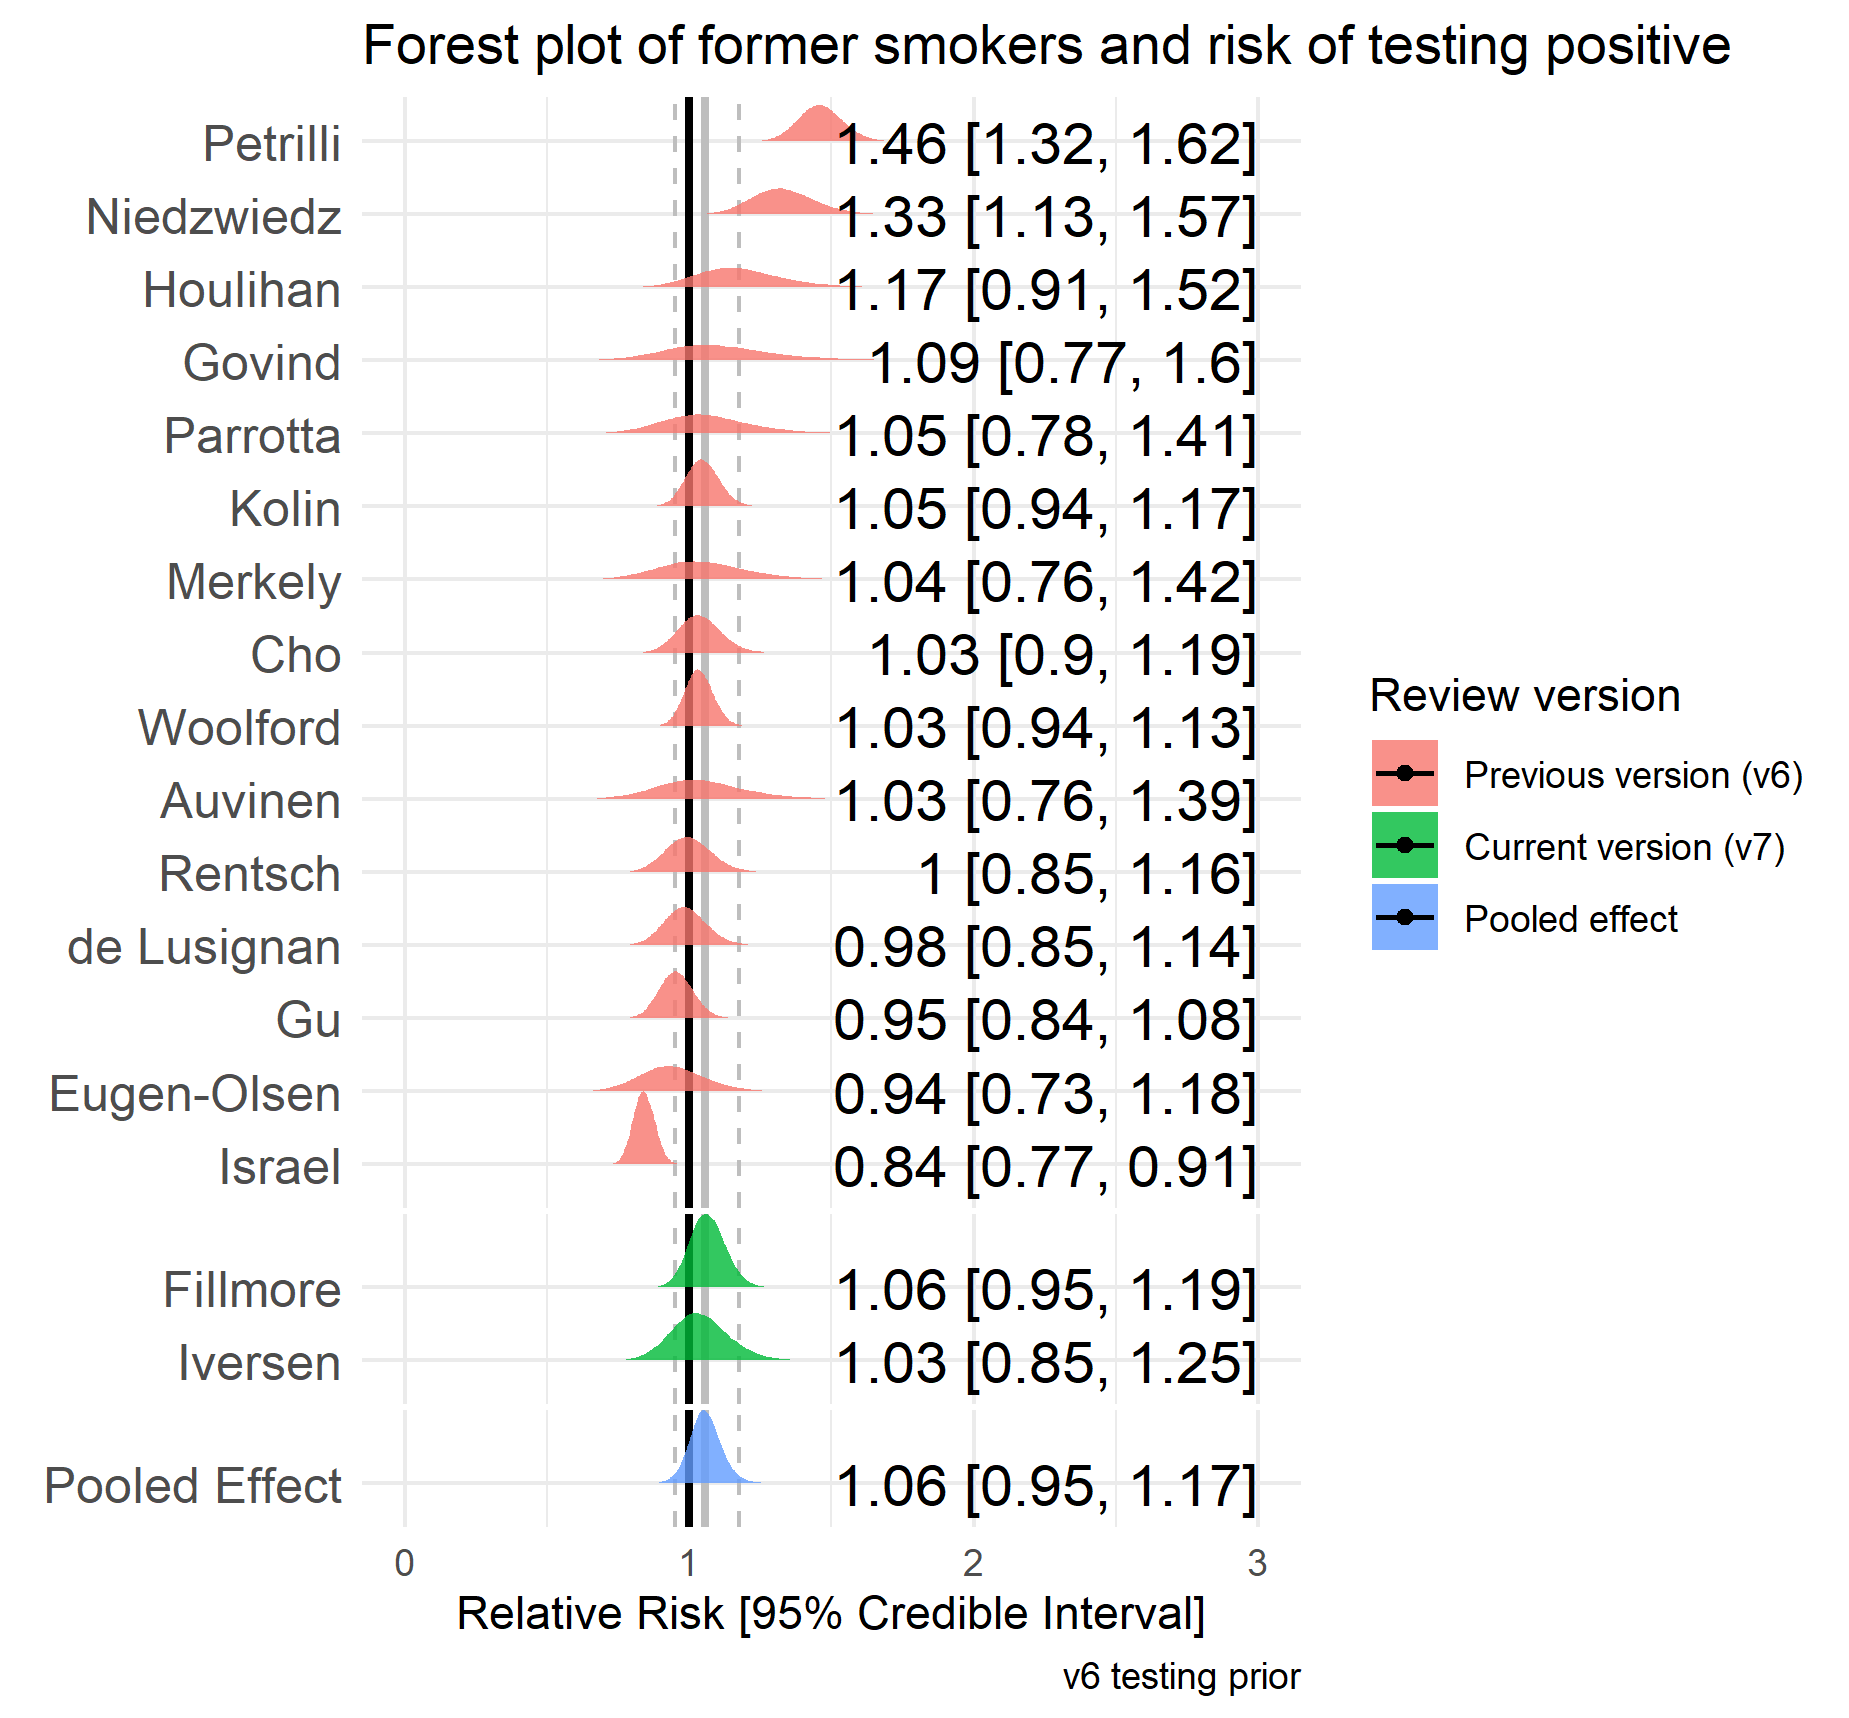 Forest plot of former smokers and risk of testing positive
Petrilli 1.46 [1.32, 1.62]
Niedzwiedz 1.33 [1.13, 1.57]
Houlihan 1.17 [0.91, 1.52]
Govind 1.09 [0.77, 1.6]
Parrotta 1.05 [0.78, 1.41]
Kolin 1.05 [0.94, 1.17]
Merkely 1.04 [0.76, 1.42]
Cho 1.03 [0.9, 1.19]
Woolford 1.03 [0.94, 1.13]
Auvinen 1.03 [0.76, 1.39]
Rentsch 1 [0.85, 1.16]
de Lusignan 0.98 [0.85, 1.14]
Gu 0.95 [0.84, 1.08]
Eugen-Olsen 0.94 [0.73, 1.18]
Israel 0.84 [0.77, 0.91]
Fillmore 1.06 [0.95, 1.19]
Iversen 1.03 [0.85, 1.25]
Pooled Effect 1.06 [0.95, 1.17]
0 1 2 3
Relative Risk [95% Credible Interval]
v6 testing prior
Review version
Previous version (v6)
Current version (v7)
Pooled effect